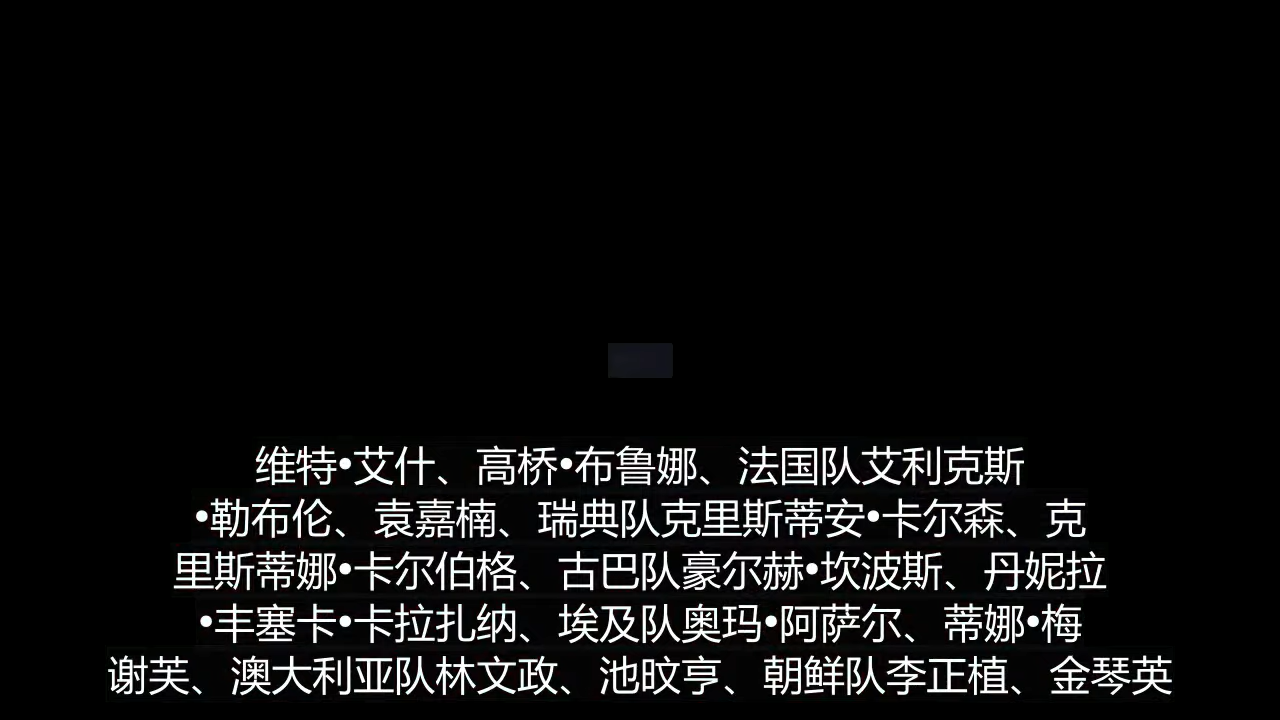 维特•艾什、高桥•布鲁娜、法国队艾利克斯
•勒布伦、袁嘉楠、瑞典队克里斯蒂安•卡尔森、克
里斯蒂娜•卡尔伯格、古巴队豪尔赫•坎波斯、丹妮拉
•丰塞卡•卡拉扎纳、埃及队奥玛•阿萨尔、蒂娜•梅
谢芙、澳大利亚队林文政、池旼亨、朝鲜队李正植、金琴英